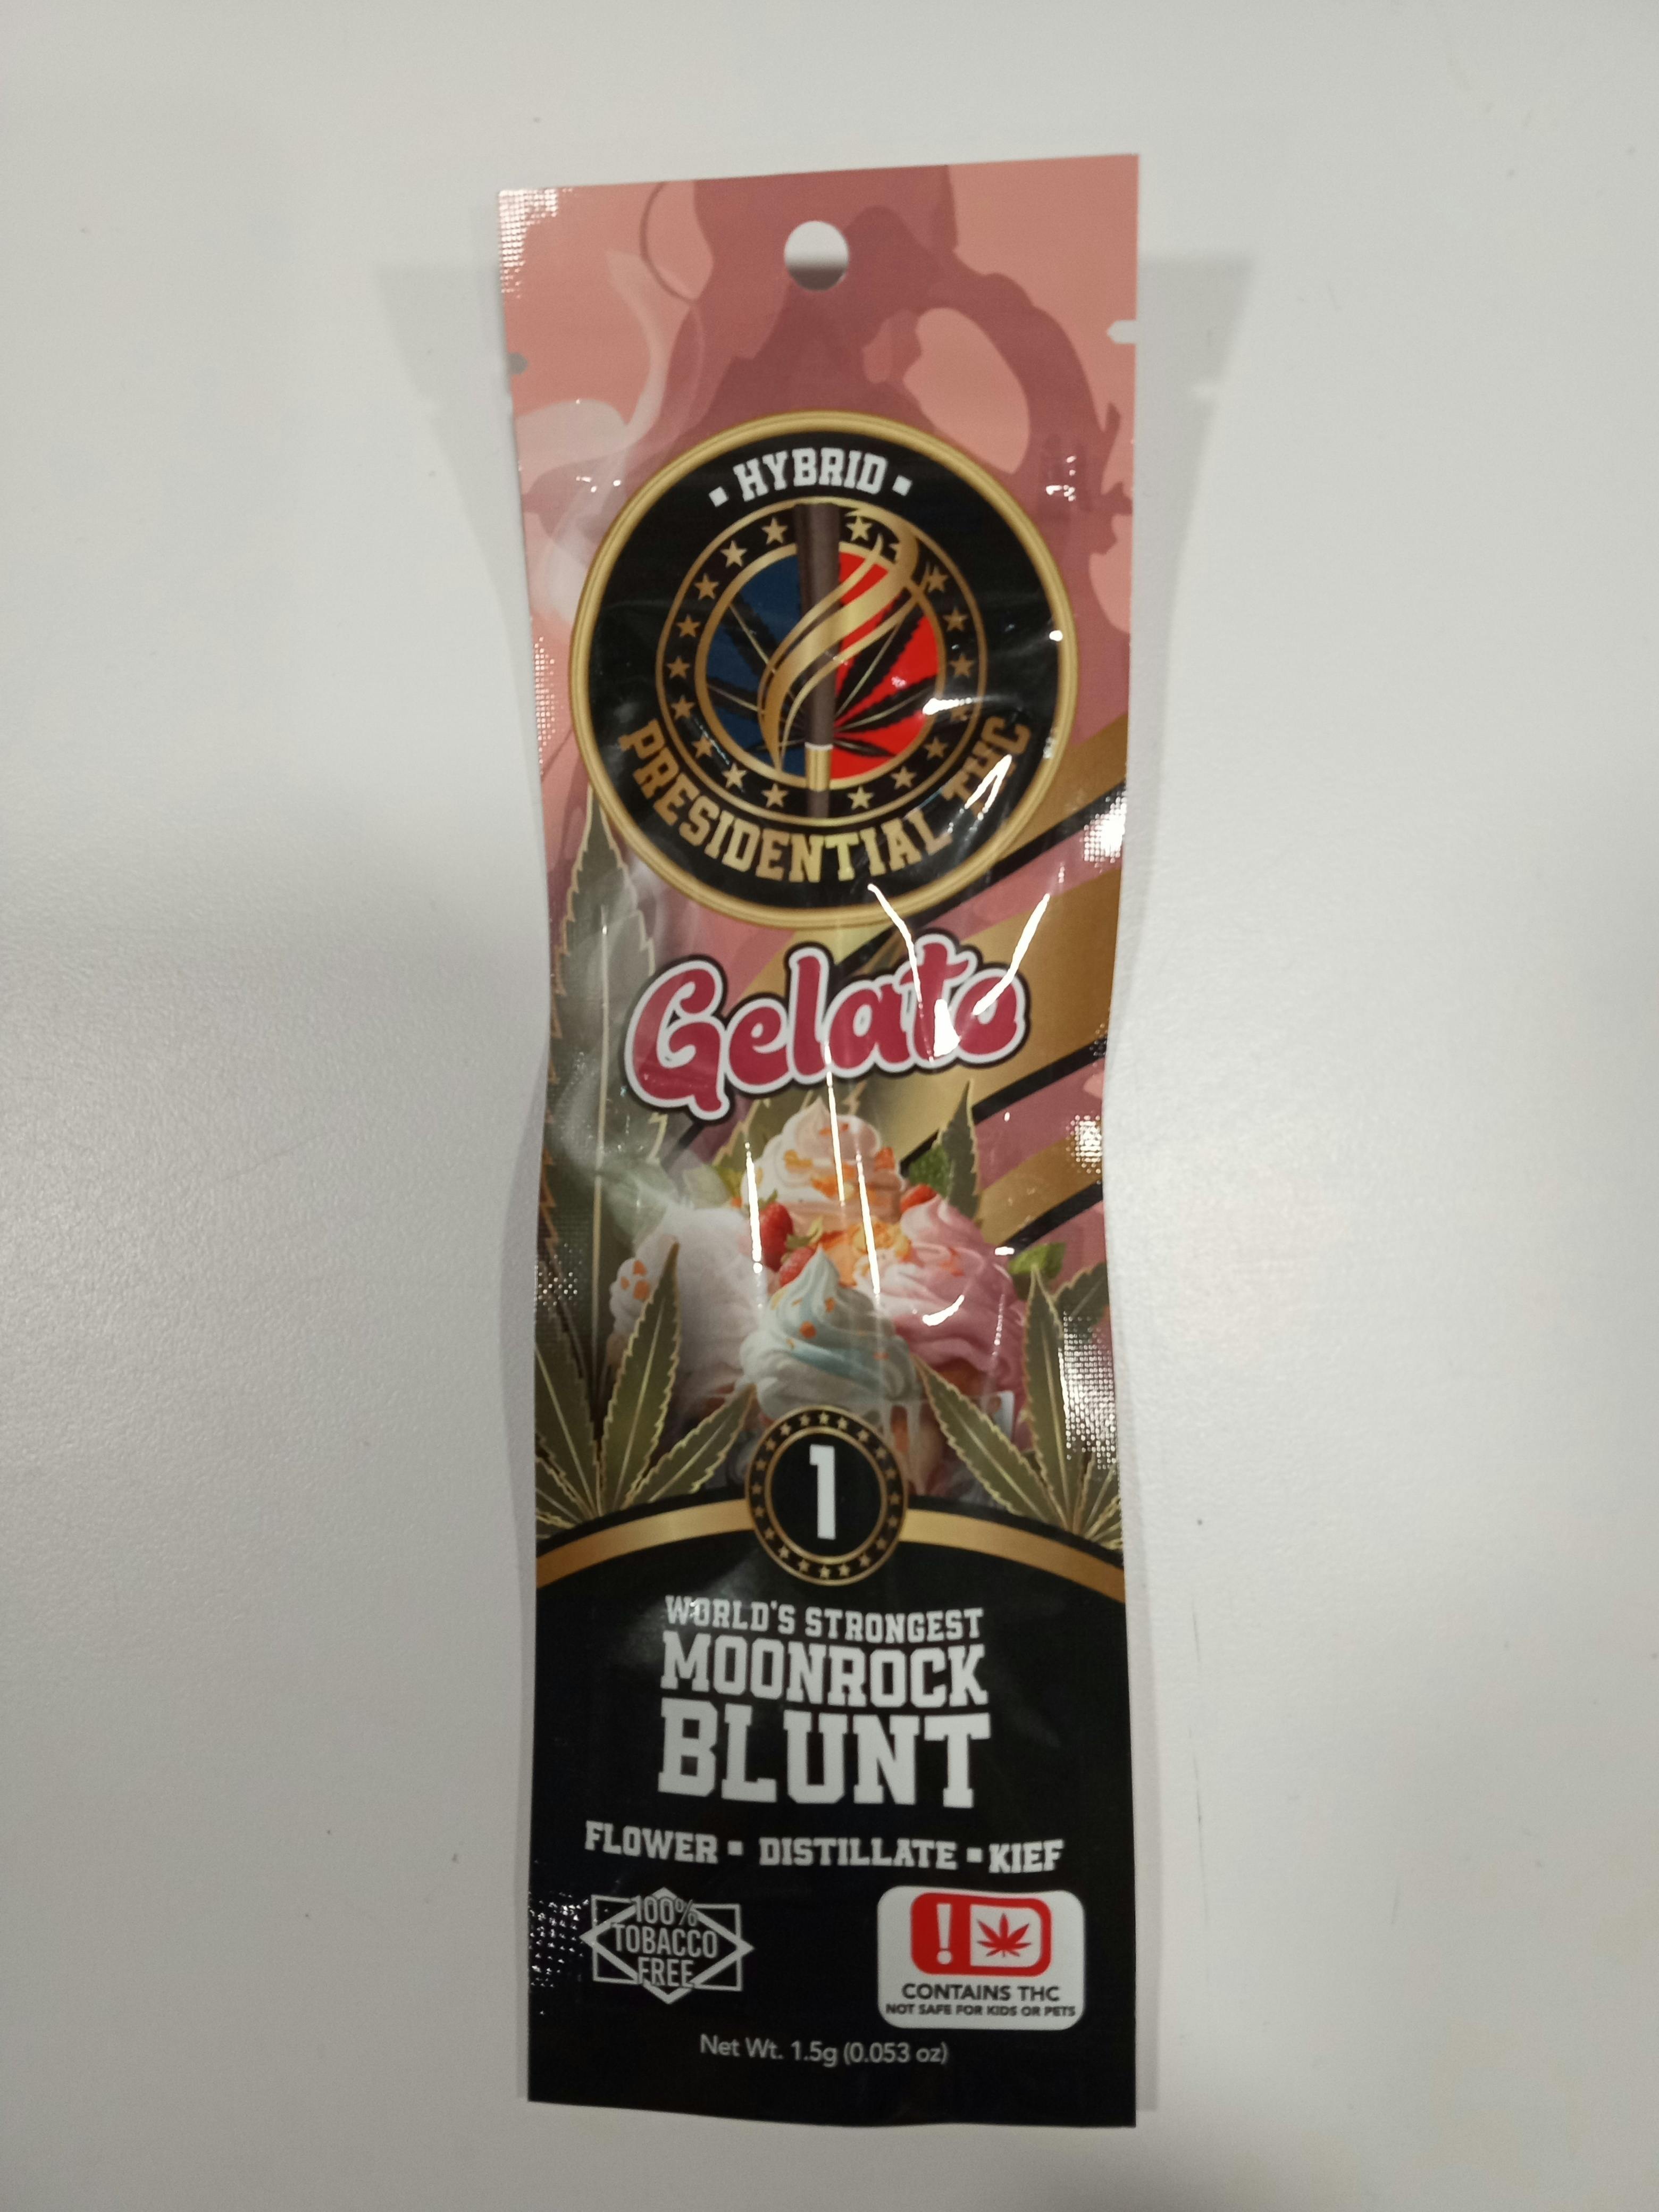 ▪ HYBRID ▪
PRESIDENTIAL THC
Gelato
1
WORLD'S STRONGEST
MOONROCK
BLUNT
FLOWER ▪ DISTILLATE ▪ KIEF
100%
TOBACCO
FREE
!
CONTAINS THC
NOT SAFE FOR KIDS OR PETS
Net Wt. 1.5g (0.053 oz)